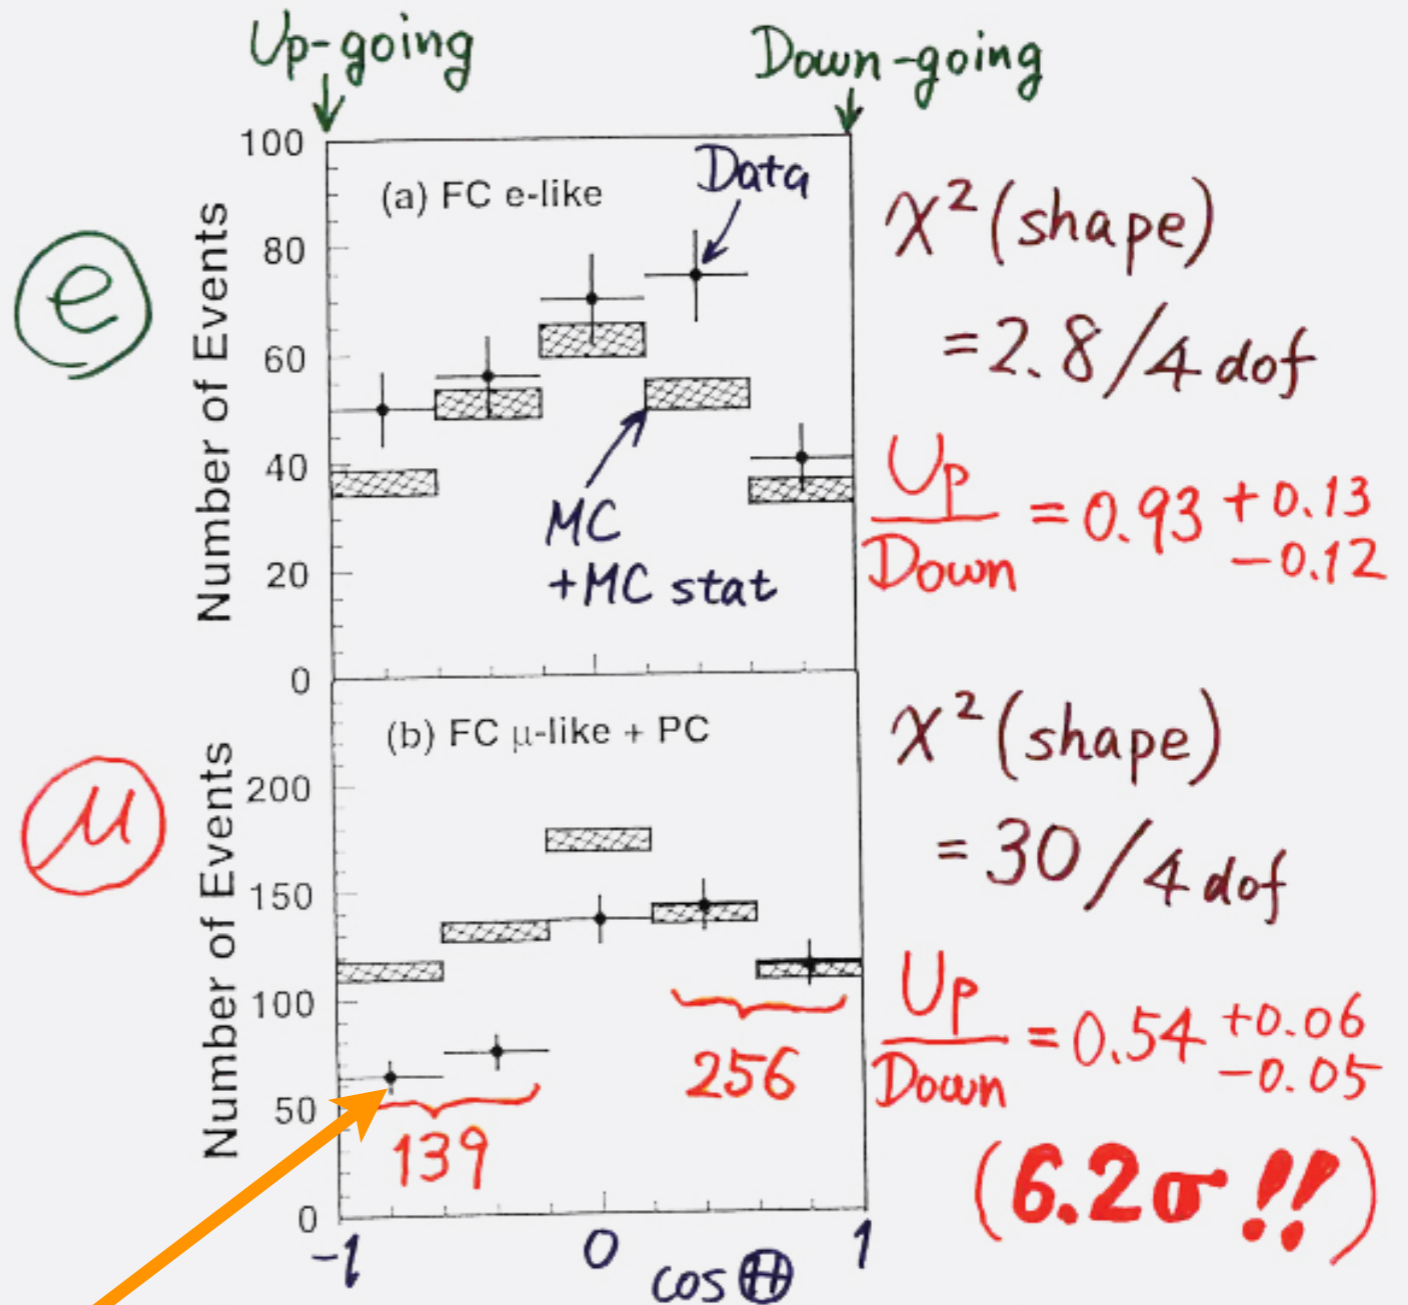 Up-going
Down-going
100
80
60
40
20
0
Number of Events
(a) FC e-like
Data
MC
+MC stat
e
χ² (shape)
= 2.8 / 4 dof
Up
Down
= 0.93 + 0.13
- 0.12
200
150
100
50
0
Number of Events
(b) FC μ-like + PC
μ
139
256
χ² (shape)
= 30 / 4 dof
Up
Down
= 0.54 + 0.06
- 0.05
(6.2σ !!)
-1
0
1
cos Θ